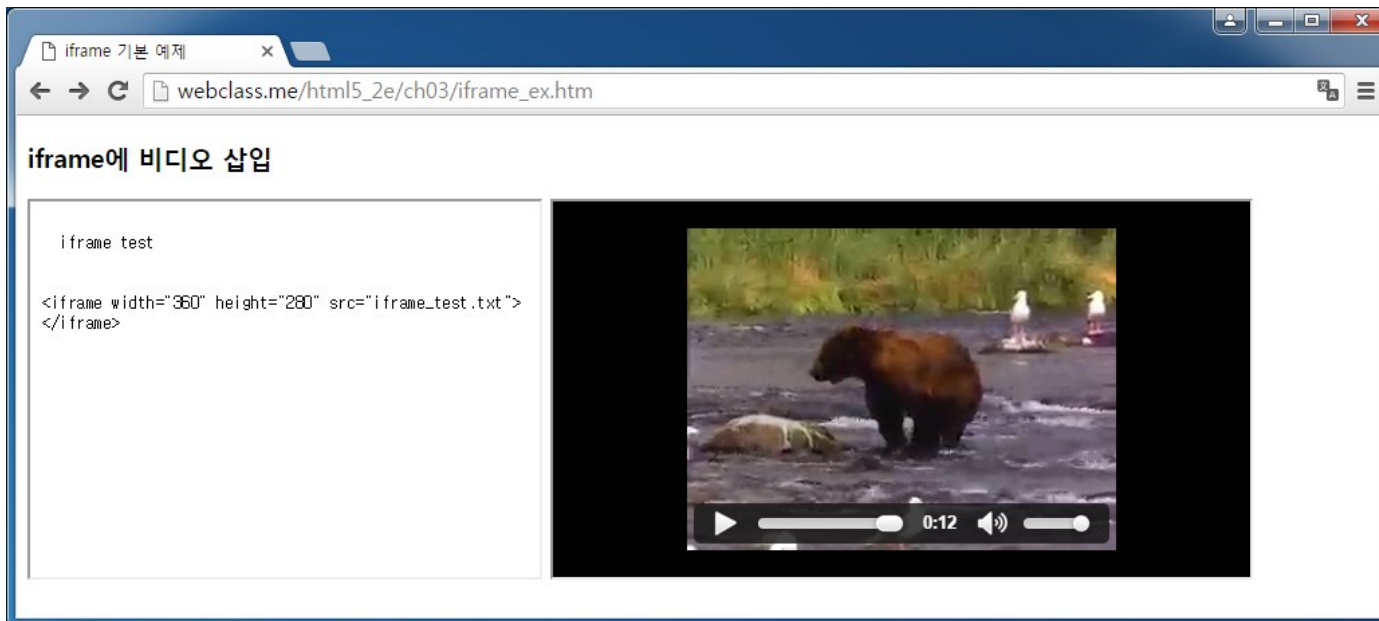 iframe 기본 예제
webclass.me/html5_2e/ch03/iframe_ex.htm
iframe에 비디오 삽입
iframe test
<iframe width="360" height="280" src="iframe_test.txt">
</iframe>
0:12